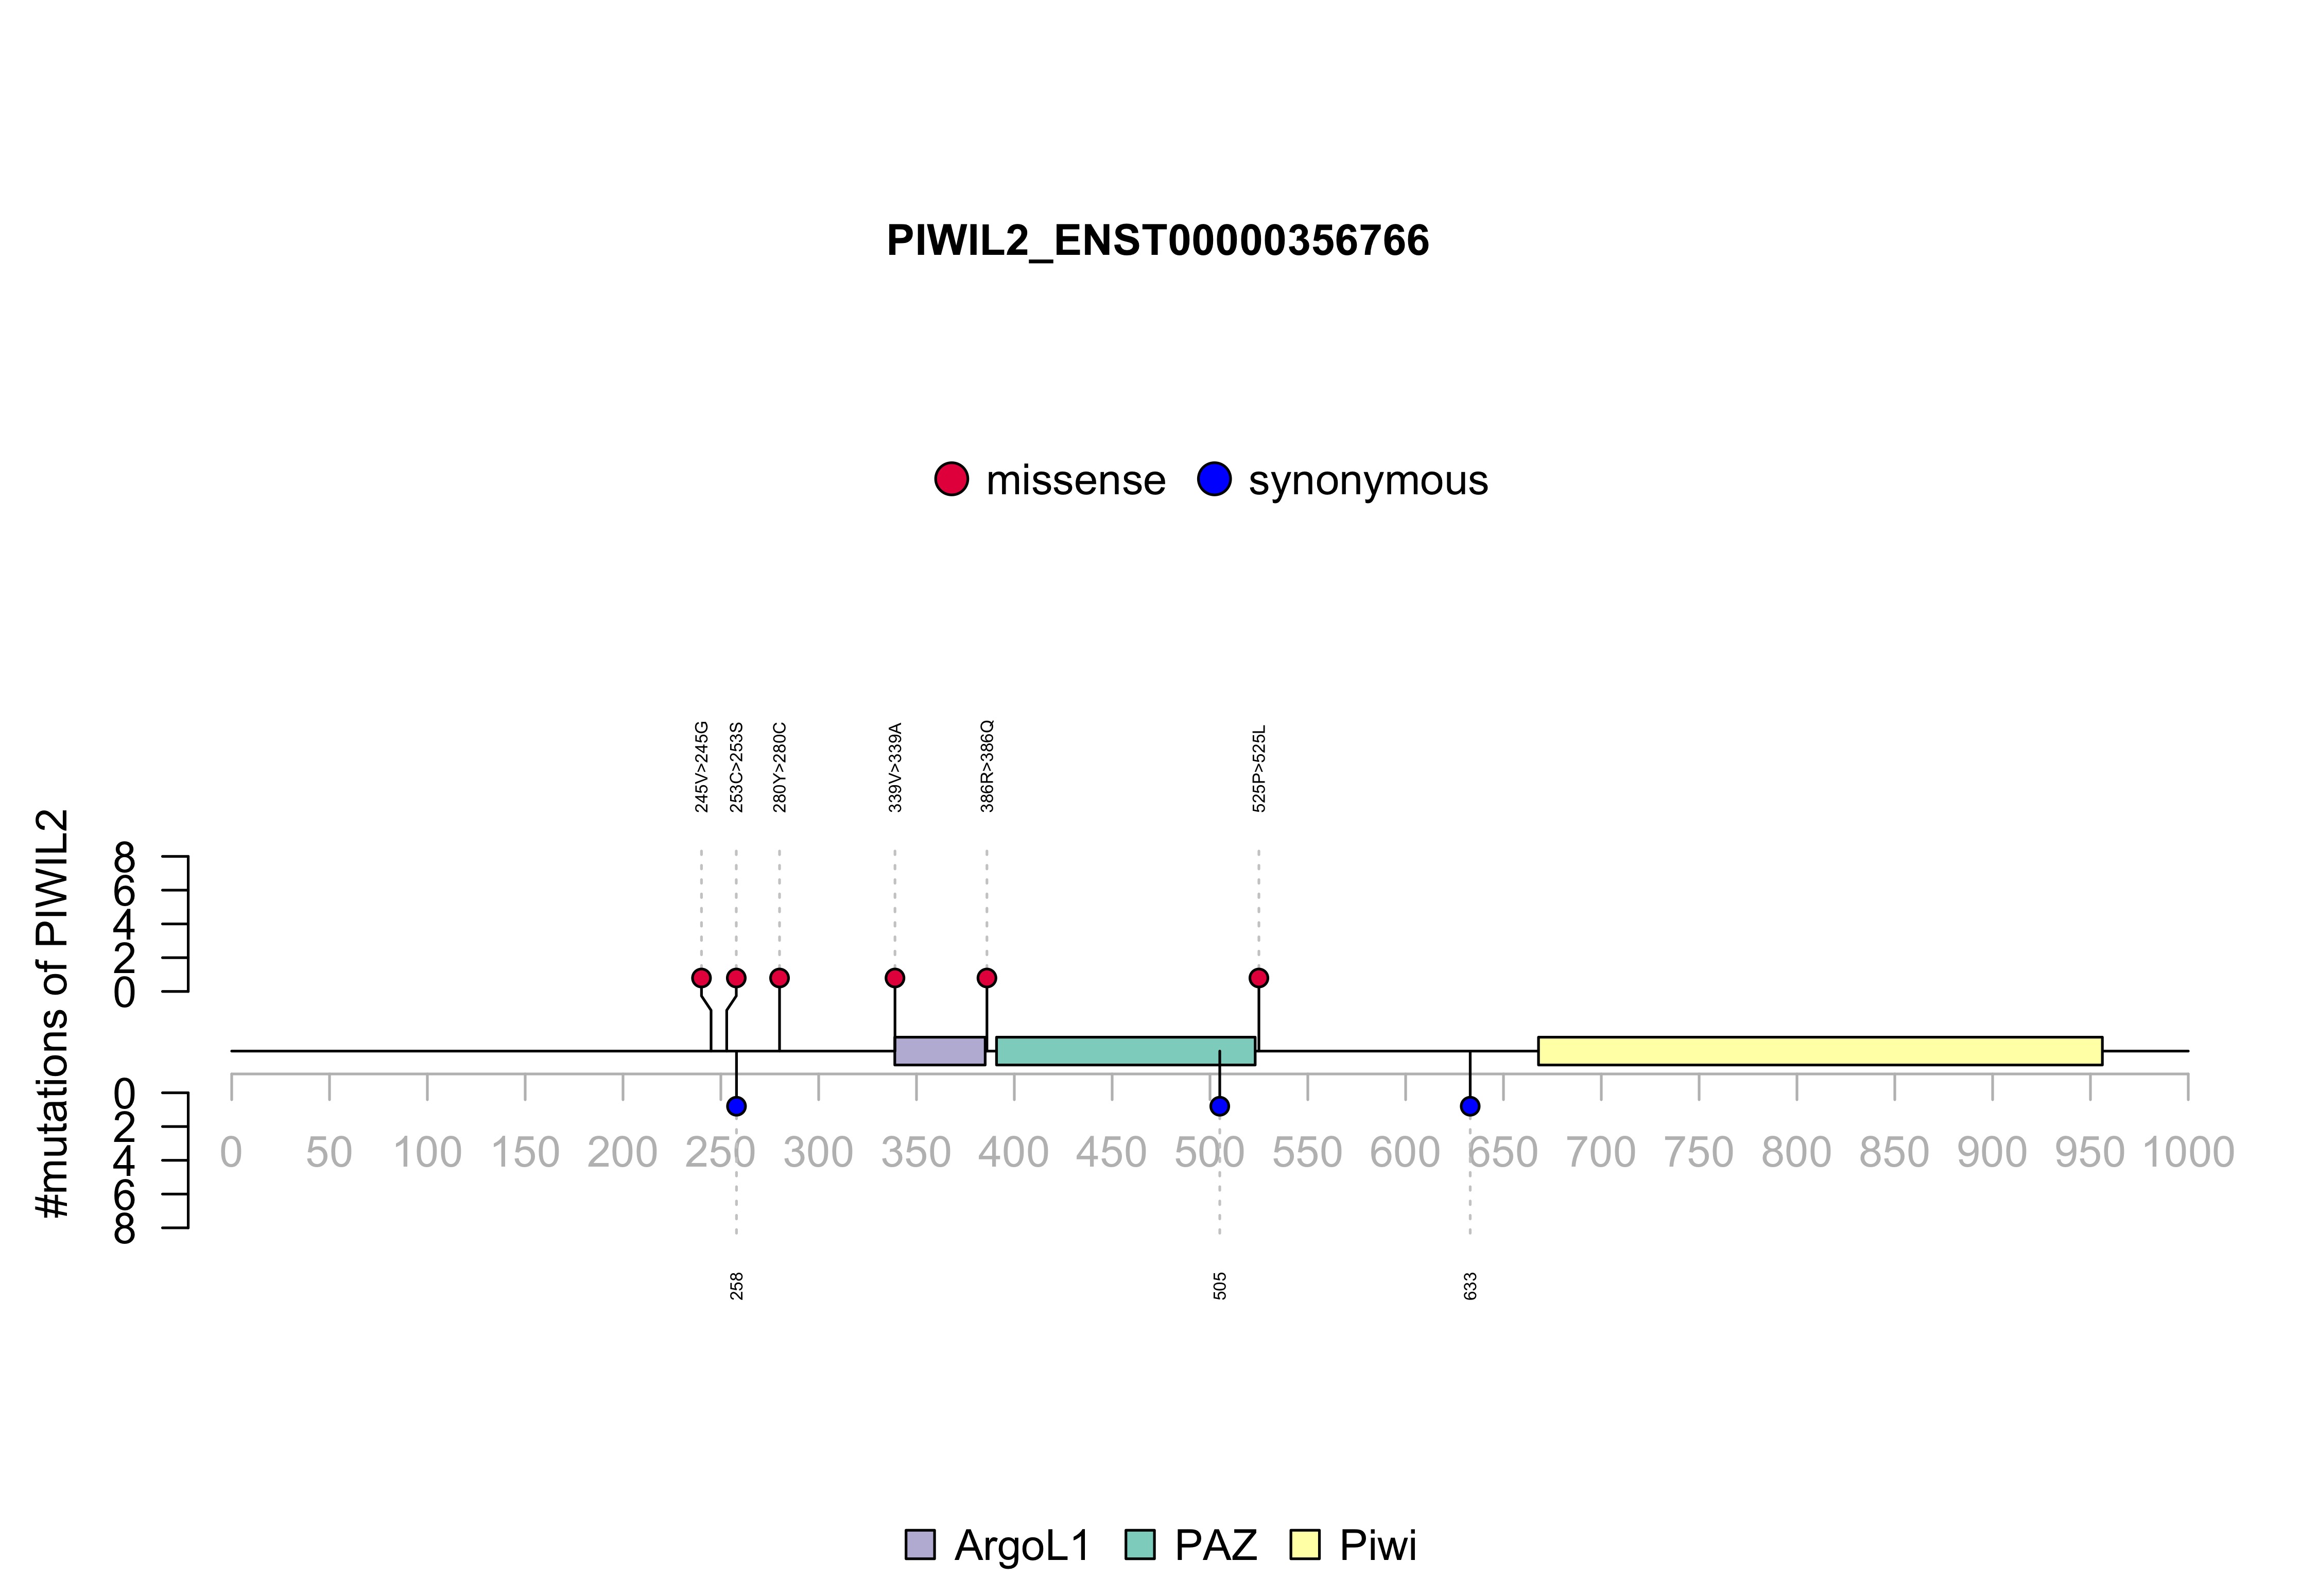 PIWIL2_ENST00000356766
missense synonymous
245V>245G 253C>253S 280Y>280C 339V>339A 386R>386Q 525P>525L
#mutations of PIWIL2
8
6
4
2
0
0
2
4
6
8
0 50 100 150 200 250 300 350 400 450 500 550 600 650 700 750 800 850 900 950 1000
258 505 633
ArgoL1 PAZ Piwi